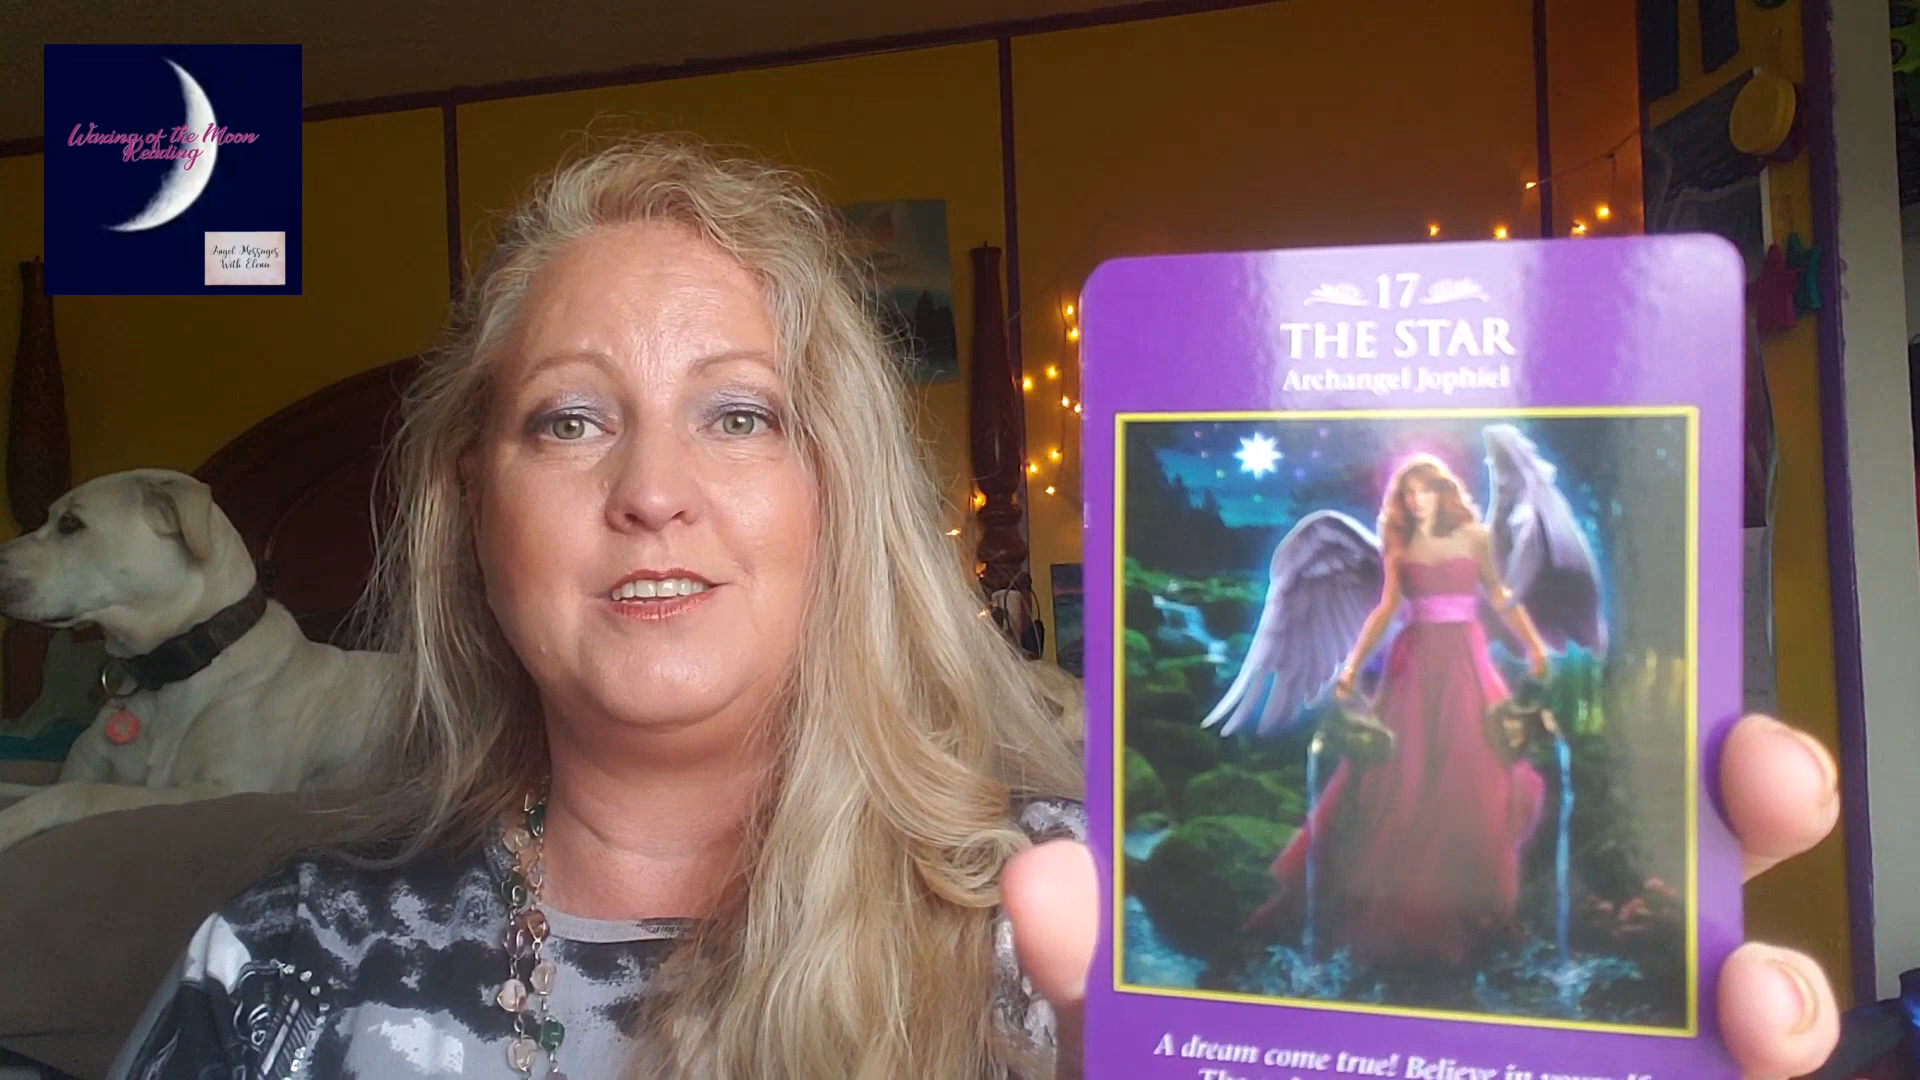 Waxing of the Moon
Reading
Angel Messages
With Elena
17
THE STAR
Archangel Jophiel
A dream come true! Believe in yourself.